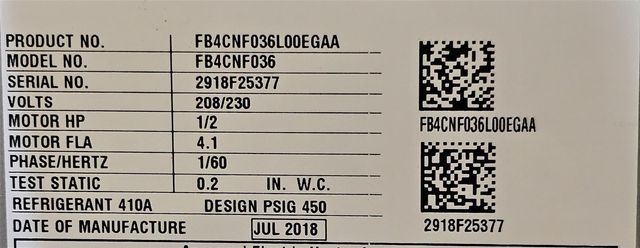 PRODUCT NO. FB4CNF036L00EGAA
MODEL NO. FB4CNF036
SERIAL NO. 2918F25377
VOLTS 208/230
MOTOR HP 1/2
MOTOR FLA 4.1
PHASE/HERTZ 1/60
TEST STATIC 0.2 IN. W.C.
REFRIGERANT 410A DESIGN PSIG 450
DATE OF MANUFACTURE JUL 2018
FB4CNF036L00EGAA
2918F25377